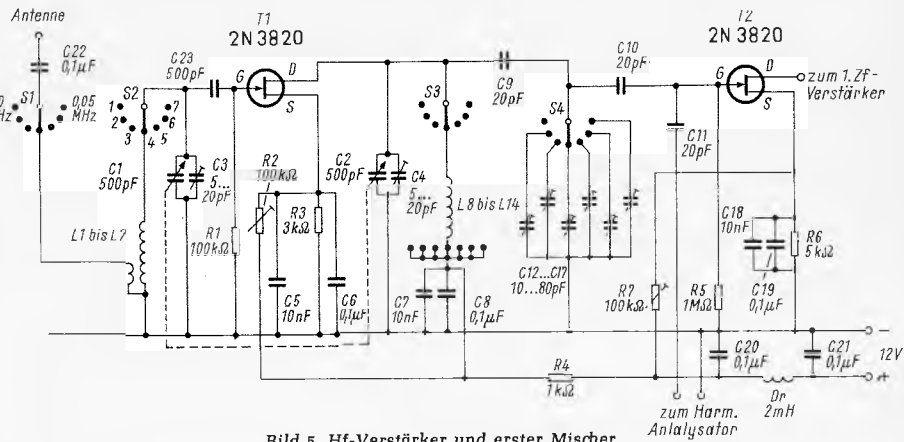 Antenne
C22
0,1µF
S1
0,05
MHz
Hz
S2
1
2
3
4
5
6
7
C23
500pF
T1
2N 3820
G
D
S
C1
500pF
C3
5...
20pF
R2
100kΩ
R1
100kΩ
R3
3kΩ
L1 bis L7
C5
10nF
C6
0,1µF
C2
500pF
C4
5...
20pF
S3
L8 bis L14
C7
10nF
C8
0,1µF
C9
20pF
S4
C12...C17
10...80pF
C10
20pF
C11
20pF
T2
2N 3820
G
D
S
zum 1.Zf-
Verstärker
C18
10nF
C19
0,1µF
R6
5kΩ
R7
100kΩ
R5
1MΩ
R4
1kΩ
C20
0,1µF
C21
0,1µF
−
12V
+
Dr
2mH
zum Harm.
Anlalysator
Bild 5. Hf-Verstärker und erster Mischer